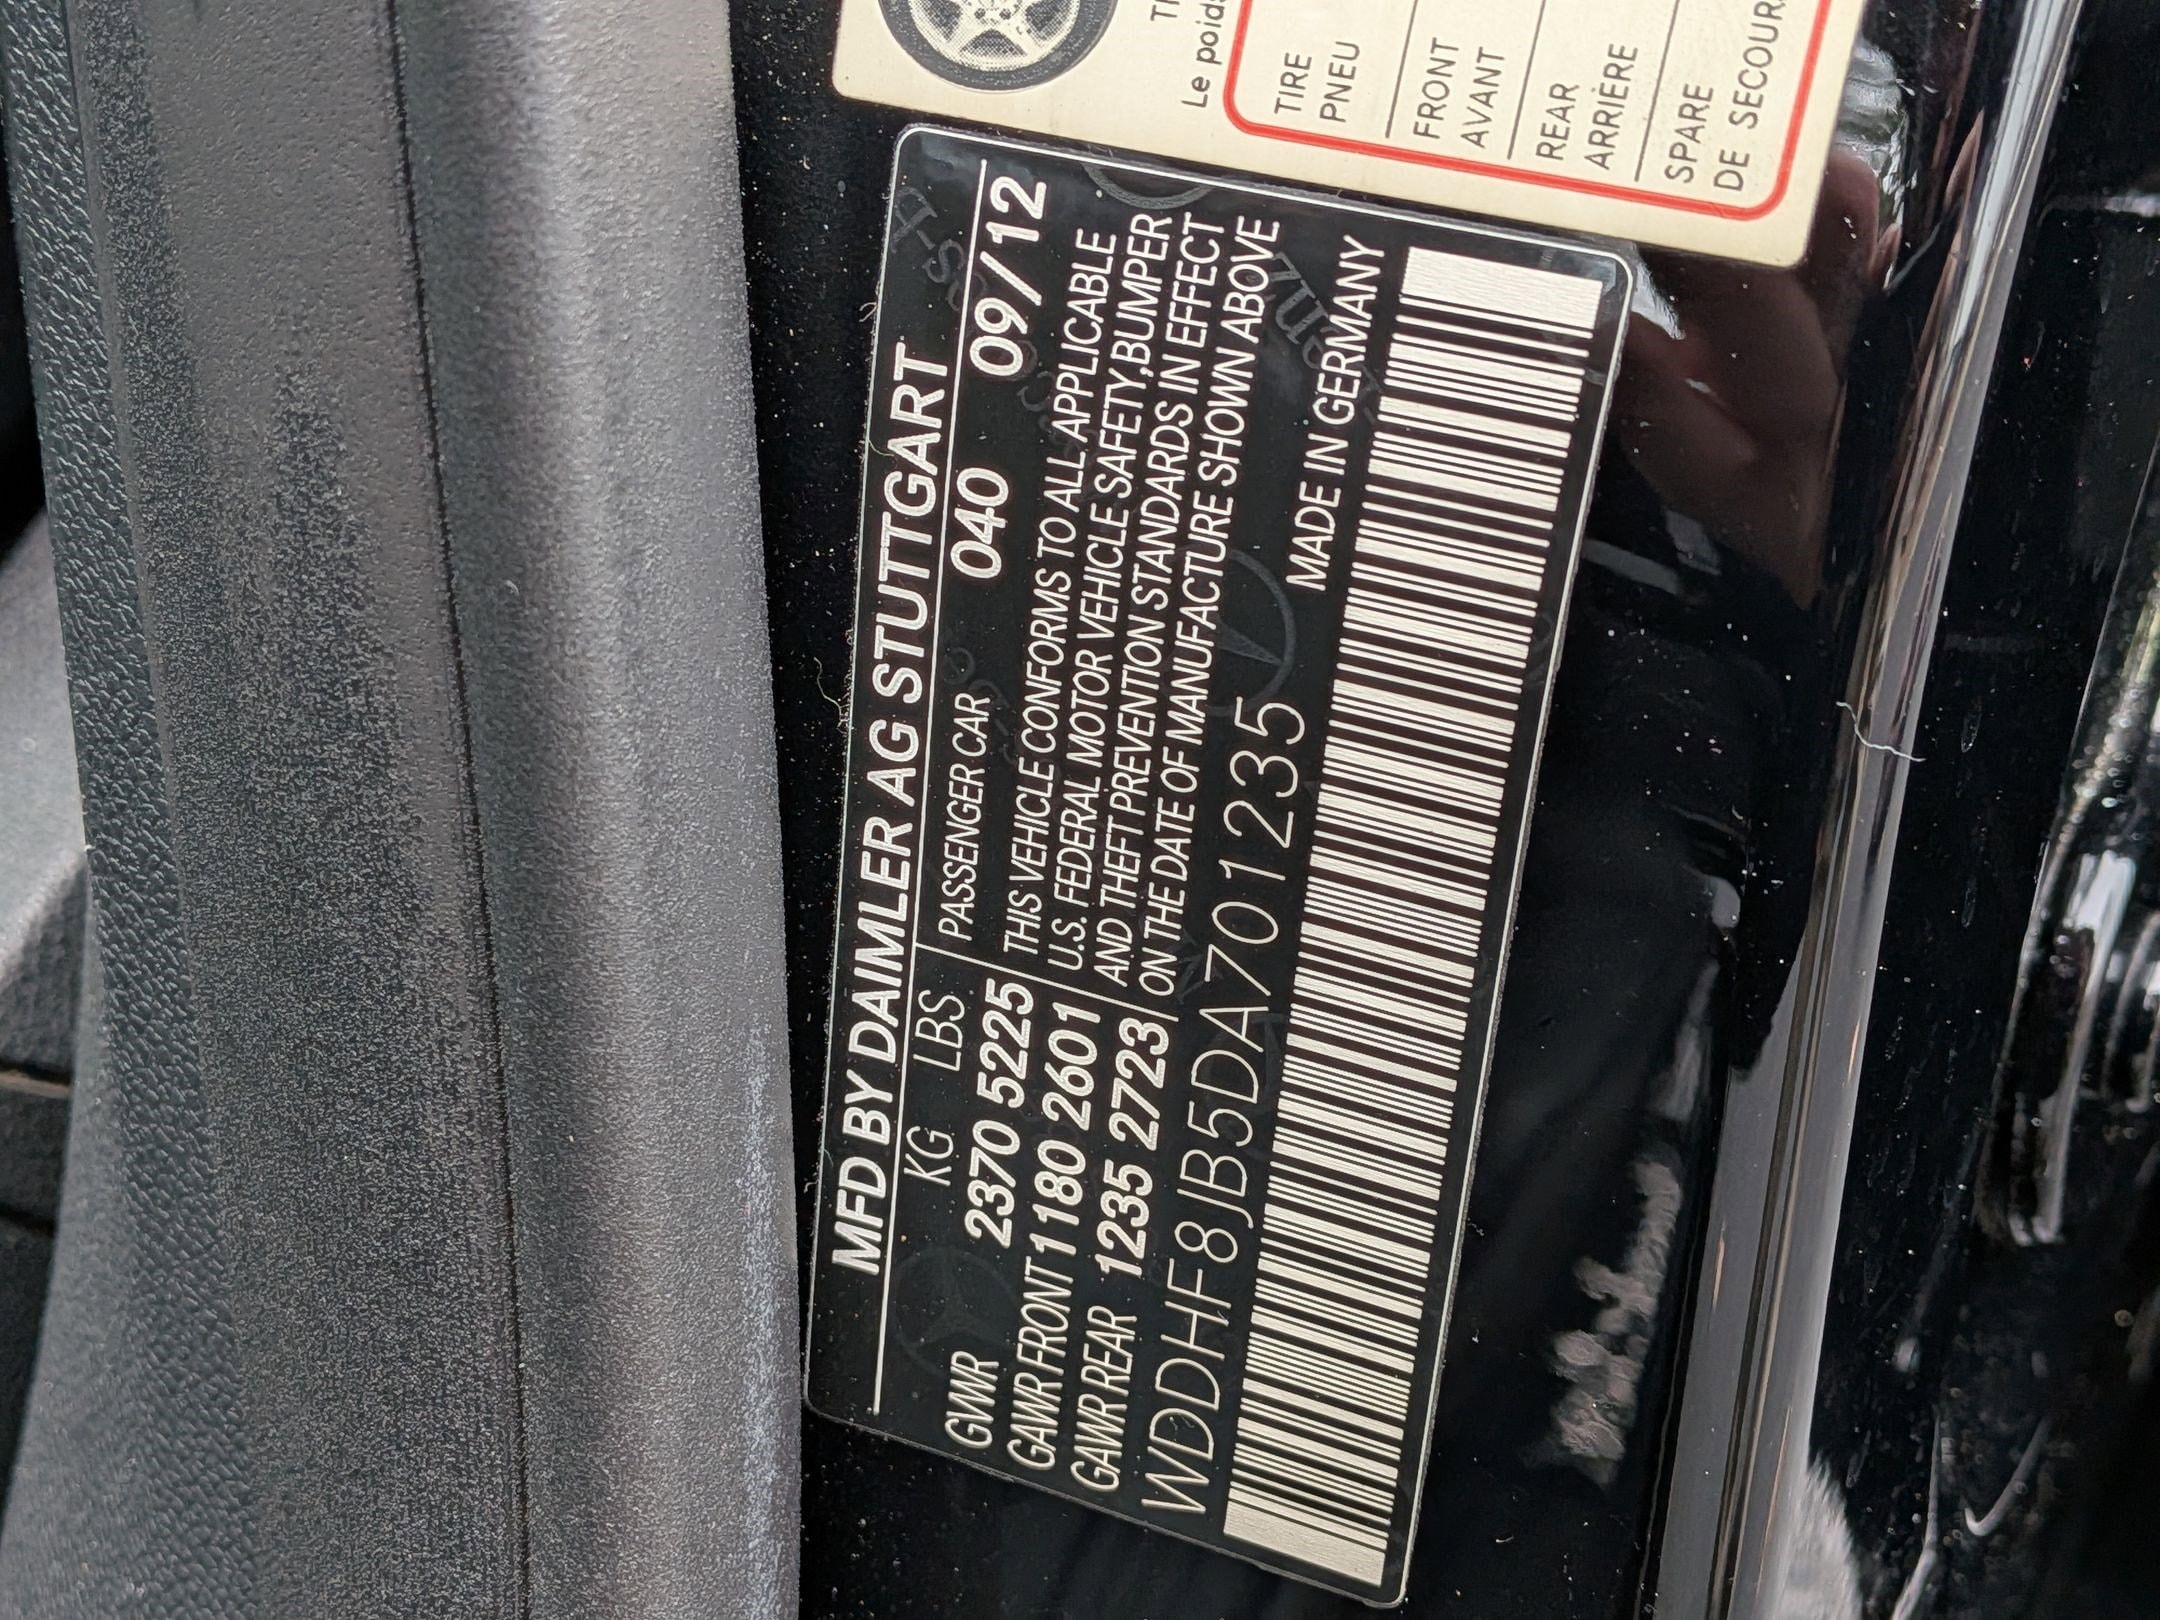 TIRE
PNEU
FRONT
AVANT
REAR
ARRIÈRE
SPARE
DE SECOUR
Le poids
MFD BY DAIMLER AG STUTTGART
KG LBS PASSENGER CAR 040 09/12
GVWR 2370 5225
GAWR FRONT 1180 2601
GAWR REAR 1235 2723
THIS VEHICLE CONFORMS TO ALL APPLICABLE
U.S. FEDERAL MOTOR VEHICLE SAFETY,BUMPER
AND THEFT PREVENTION STANDARDS IN EFFECT
ON THE DATE OF MANUFACTURE SHOWN ABOVE
WDDHF8JB5DA701235 MADE IN GERMANY